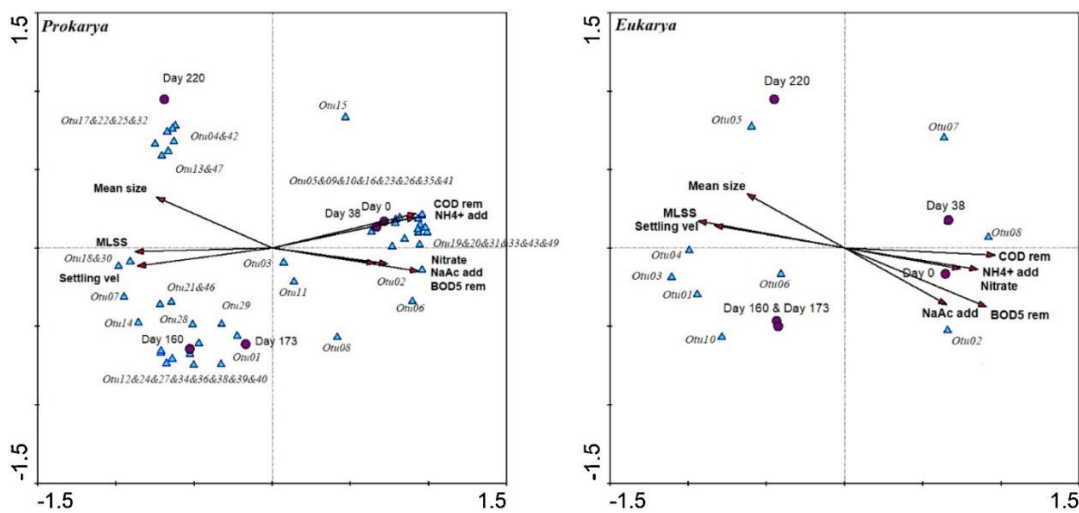 1.5
Prokarya
Day 220
Otu15
Otu17&22&25&32
Otu04&42
Otu13&47
Otu05&09&10&16&23&26&35&41
Mean size
COD rem
Day 0
NH4+ add
Day 38
MLSS
Otu19&20&31&33&43&49
Otu18&30
Otu03
Nitrate
Settling vel
Otu02
NaAc add
Otu11
BOD5 rem
Otu07
Otu21&46
Otu06
Otu29
Otu14
Otu28
Day 160
Day 173
Otu08
Otu01
Otu12&24&27&34&36&38&39&40
-1.5
-1.5
1.5
1.5
Eukarya
Day 220
Otu05
Otu07
Mean size
Day 38
MLSS
Settling vel
Otu08
Otu04
COD rem
Otu03
Otu06
Day 0
NH4+ add
Otu01
Nitrate
Day 160 & Day 173
NaAc add
BOD5 rem
Otu10
Otu02
-1.5
-1.5
1.5